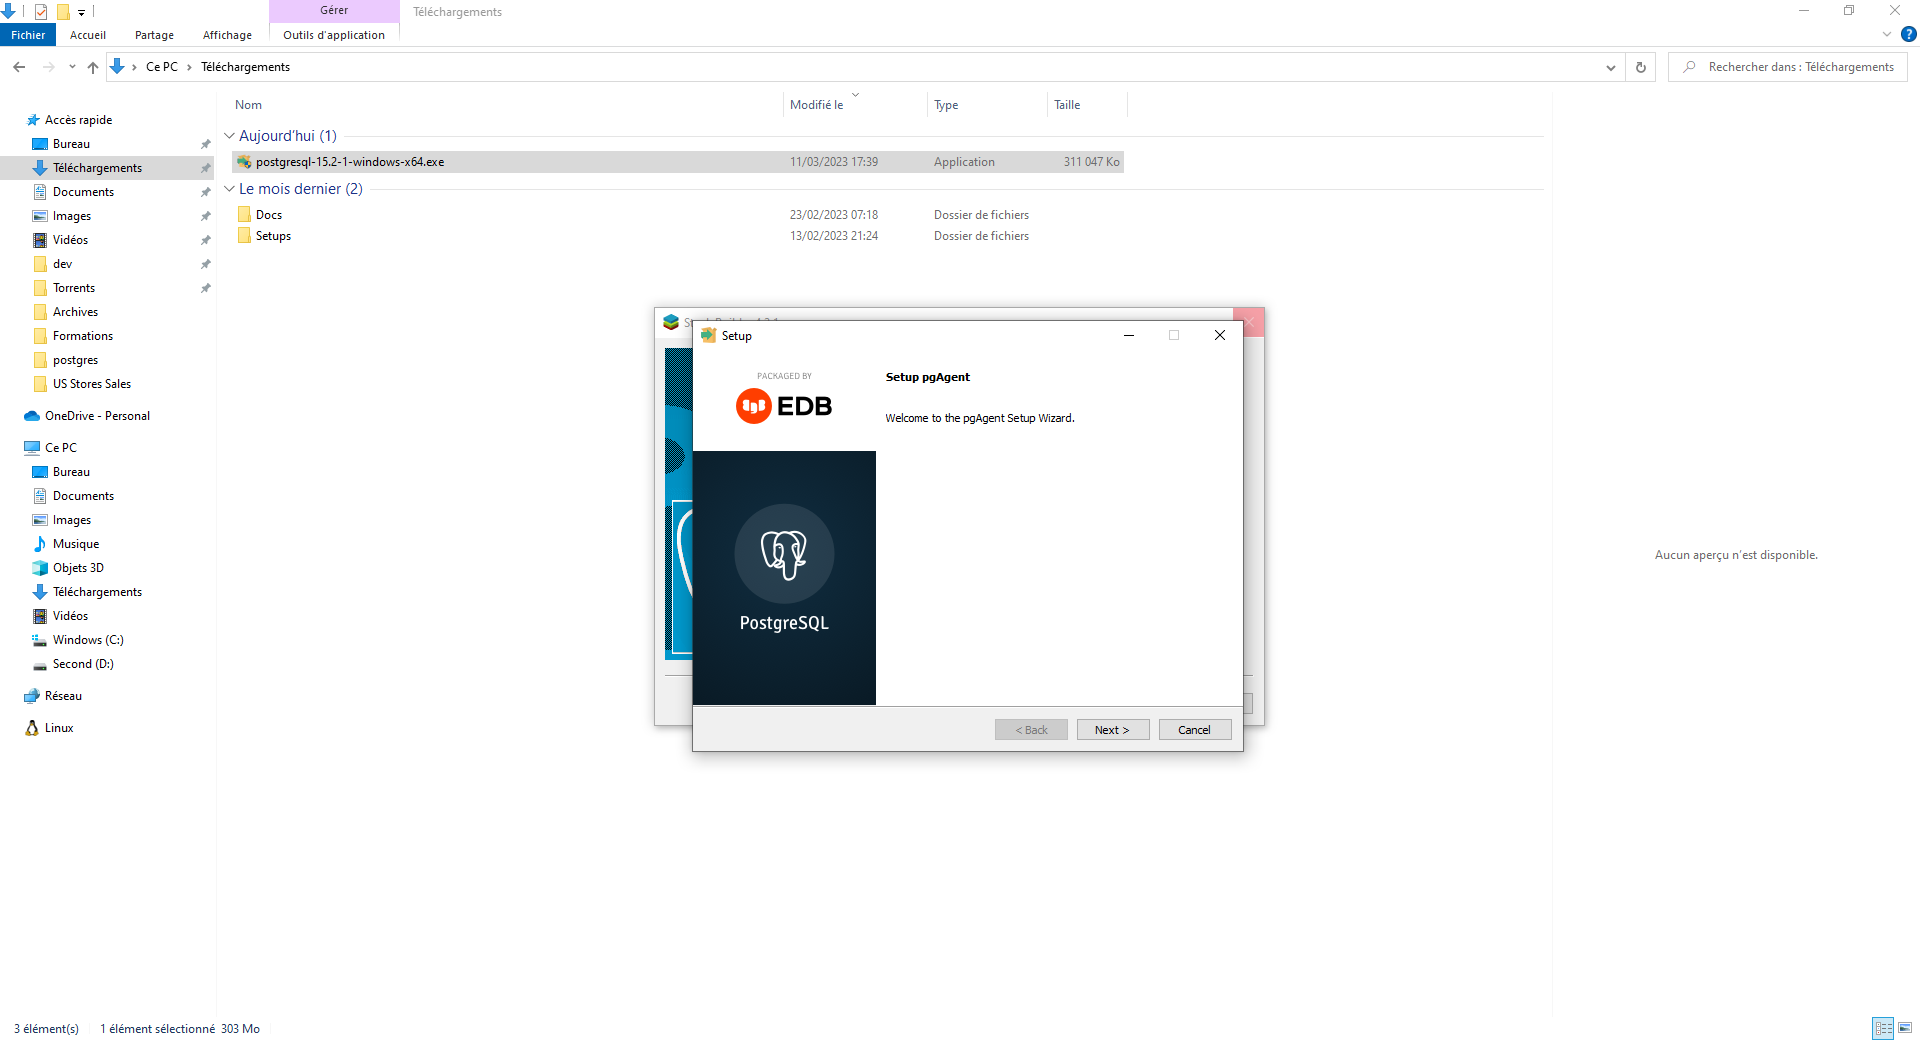 Gérer
Téléchargements
Fichier
Accueil
Partage
Affichage
Outils d'application
Ce PC
Téléchargements
Rechercher dans : Téléchargements
Nom
Modifié le
Type
Taille
Aujourd'hui (1)
postgresql-15.2-1-windows-x64.exe
11/03/2023 17:39
Application
311 047 Ko
Le mois dernier (2)
Docs
23/02/2023 07:18
Dossier de fichiers
Setups
13/02/2023 21:24
Dossier de fichiers
Accès rapide
Bureau
Téléchargements
Documents
Images
Vidéos
dev
Torrents
Archives
Formations
postgres
US Stores Sales
OneDrive - Personal
Ce PC
Bureau
Documents
Images
Musique
Objets 3D
Téléchargements
Vidéos
Windows (C:)
Second (D:)
Réseau
Linux
Setup
PACKAGED BY
EDB
PostgreSQL
Setup pgAgent
Welcome to the pgAgent Setup Wizard.
< Back
Next >
Cancel
Aucun aperçu n'est disponible.
3 élément(s)
1 élément sélectionné 303 Mo